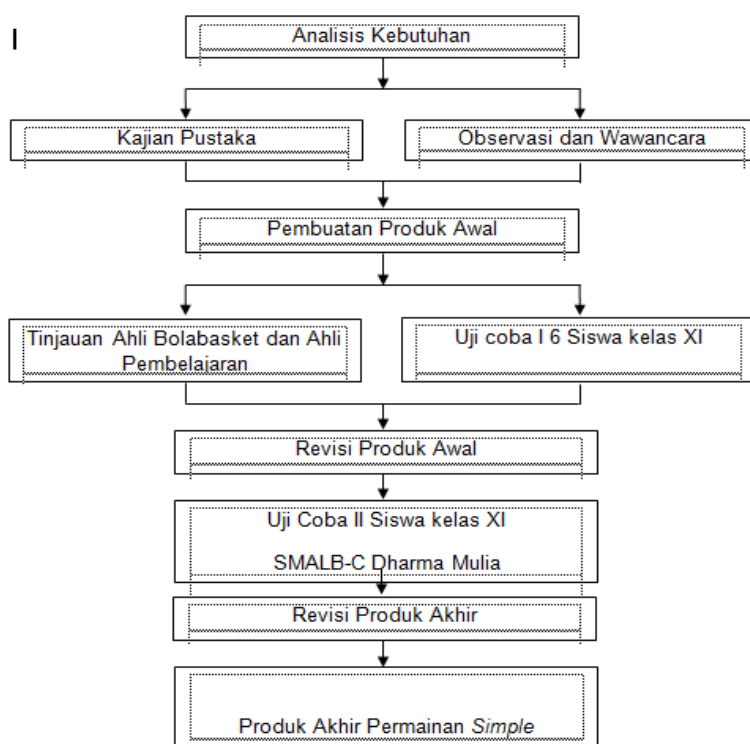 I
Analisis Kebutuhan
Kajian Pustaka
Observasi dan Wawancara
Pembuatan Produk Awal
Tinjauan Ahli Bolabasket dan Ahli
Pembelajaran
Uji coba I 6 Siswa kelas XI
Revisi Produk Awal
Uji Coba II Siswa kelas XI
SMALB-C Dharma Mulia
Revisi Produk Akhir
Produk Akhir Permainan Simple